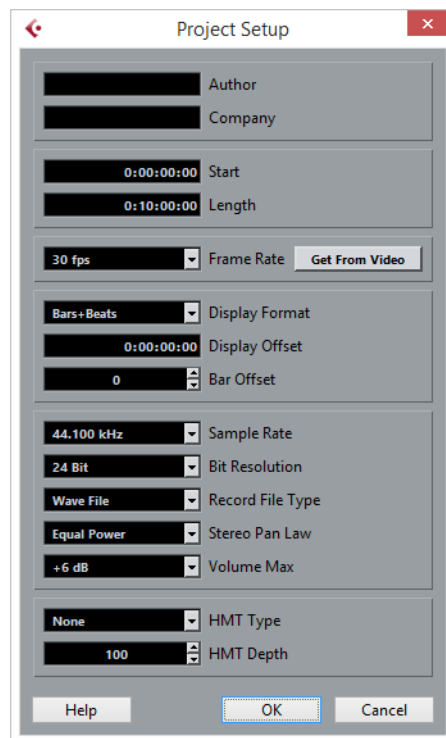 Project Setup
Author
Company
0:00:00:00 Start
0:10:00:00 Length
30 fps Frame Rate Get From Video
Bars+Beats Display Format
0:00:00:00 Display Offset
0 Bar Offset
44.100 kHz Sample Rate
24 Bit Bit Resolution
Wave File Record File Type
Equal Power Stereo Pan Law
+6 dB Volume Max
None HMT Type
100 HMT Depth
Help OK Cancel